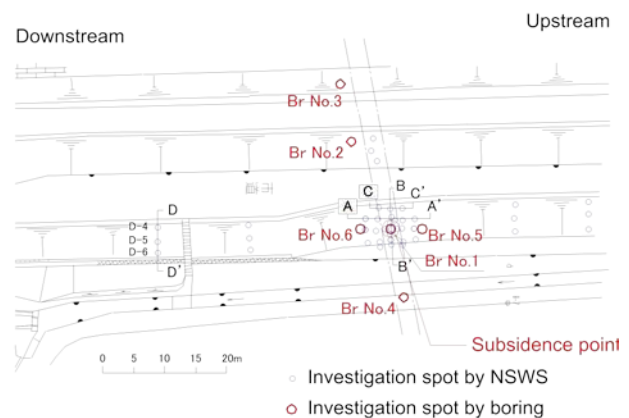 Upstream
Downstream
Br No.3
Br No.2
B
C C'
A A'
D
D-4
D-5
D-6
D'
Br No.6 Br No.5
B' Br No.1
Br No.4
Subsidence point
0 5 10 15 20m
Investigation spot by NSWS
Investigation spot by boring